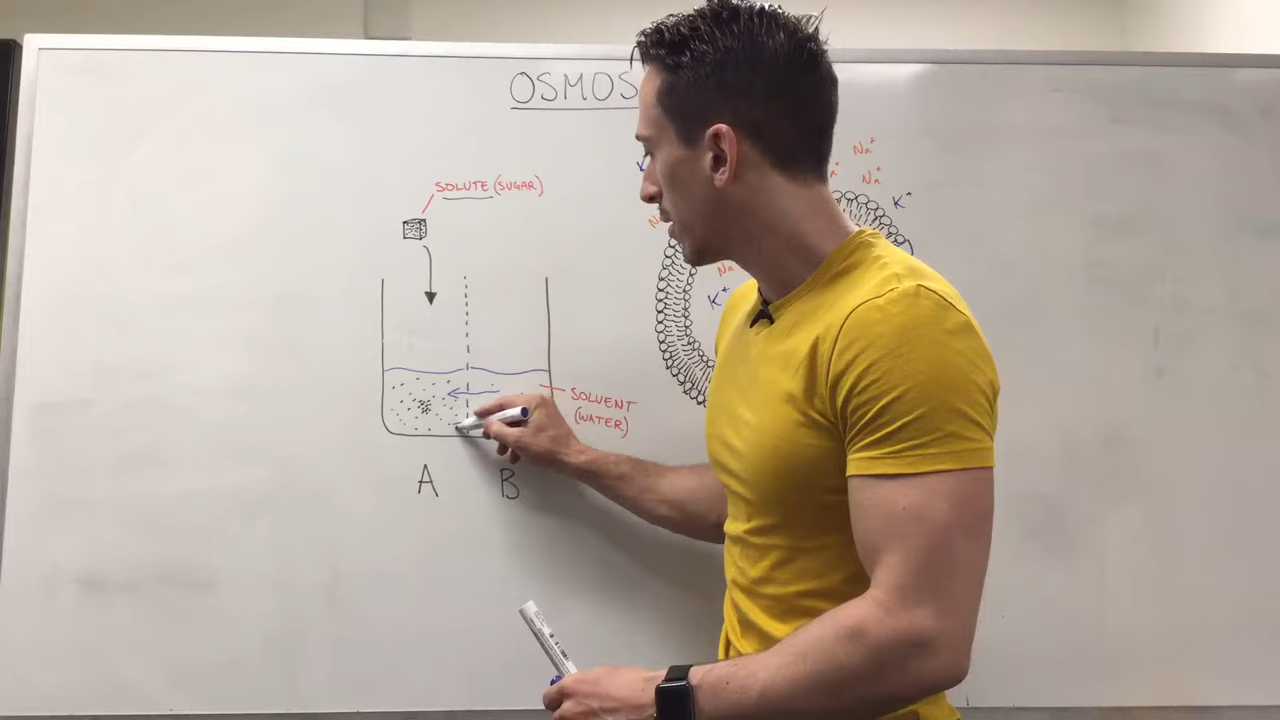 OSMOS
SOLUTE (SUGAR)
Na⁺
Na⁺
K⁺
Na
K⁺
SOLVENT
(WATER)
A
B